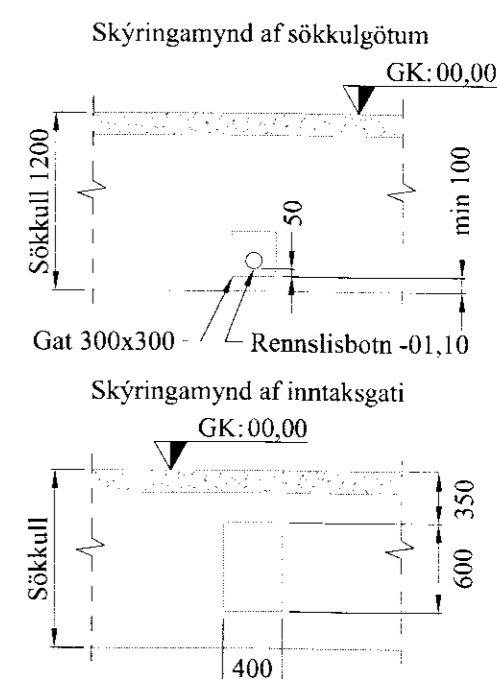 Skýringamynd af sökkulgötum
GK: 00,00
Sökkull 1200
50
min 100
Gat 300x300
Rennslisbotn -01,10
Skýringamynd af inntaksgati
GK: 00,00
Sökkull
350
600
400